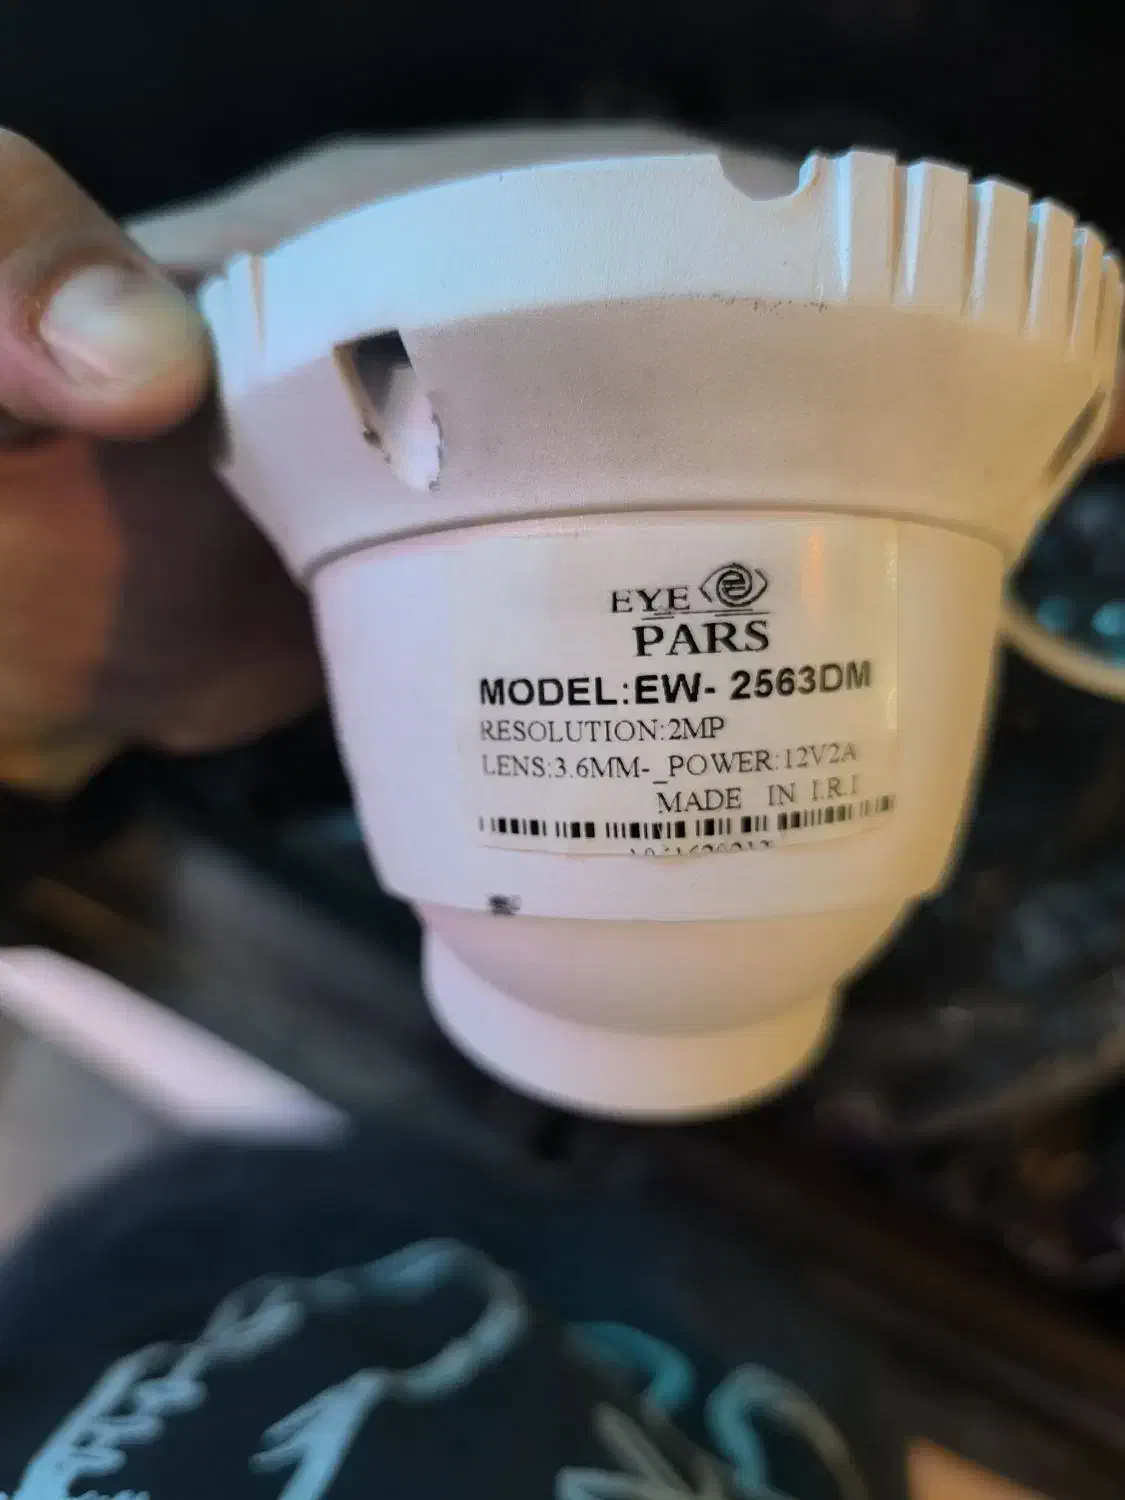 EYE
PARS
MODEL:EW- 2563DM
RESOLUTION:2MP
LENS:3.6MM-_POWER:12V2A
MADE IN I.R.I